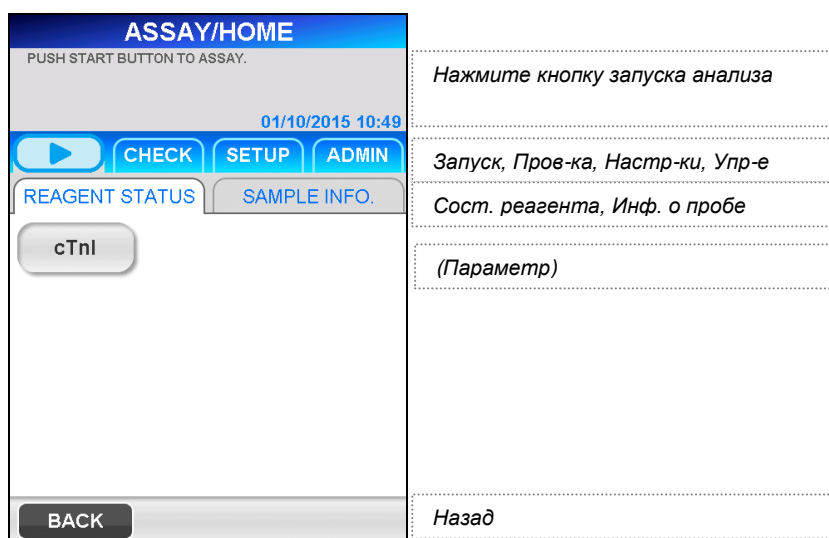 ASSAY/HOME
PUSH START BUTTON TO ASSAY.
Нажмите кнопку запуска анализа
01/10/2015 10:49
CHECK SETUP ADMIN
Запуск, Пров-ка, Настр-ки, Упр-е
REAGENT STATUS SAMPLE INFO.
Сост. реагента, Инф. о пробе
cTnI
(Параметр)
BACK
Назад